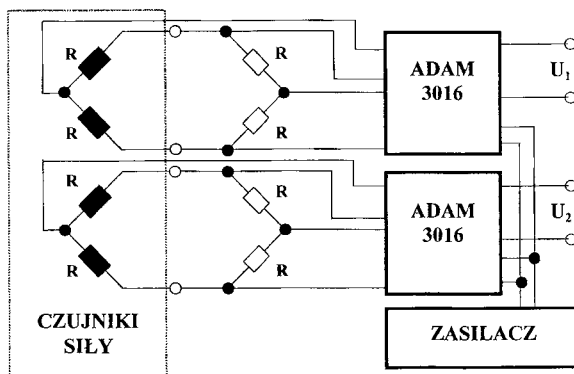 R
R
R
R
ADAM
3016
U₁
R
R
R
R
ADAM
3016
U₂
CZUJNIKI
SIŁY
ZASILACZ